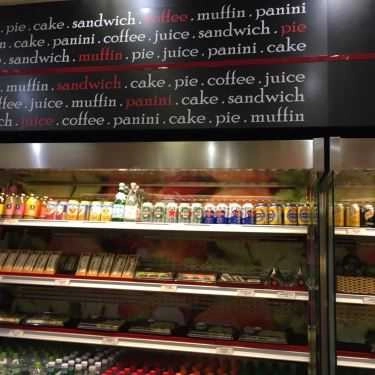 . pie . cake . sandwich . coffee . muffin . panini
. cake . panini . coffee . juice . sandwich . pie
. sandwich . muffin . pie . juice . panini . cake
. muffin . sandwich . cake . pie . coffee . juice
. juice . muffin . panini . cake . sandwich
. juice . coffee . panini . cake . pie . muffin